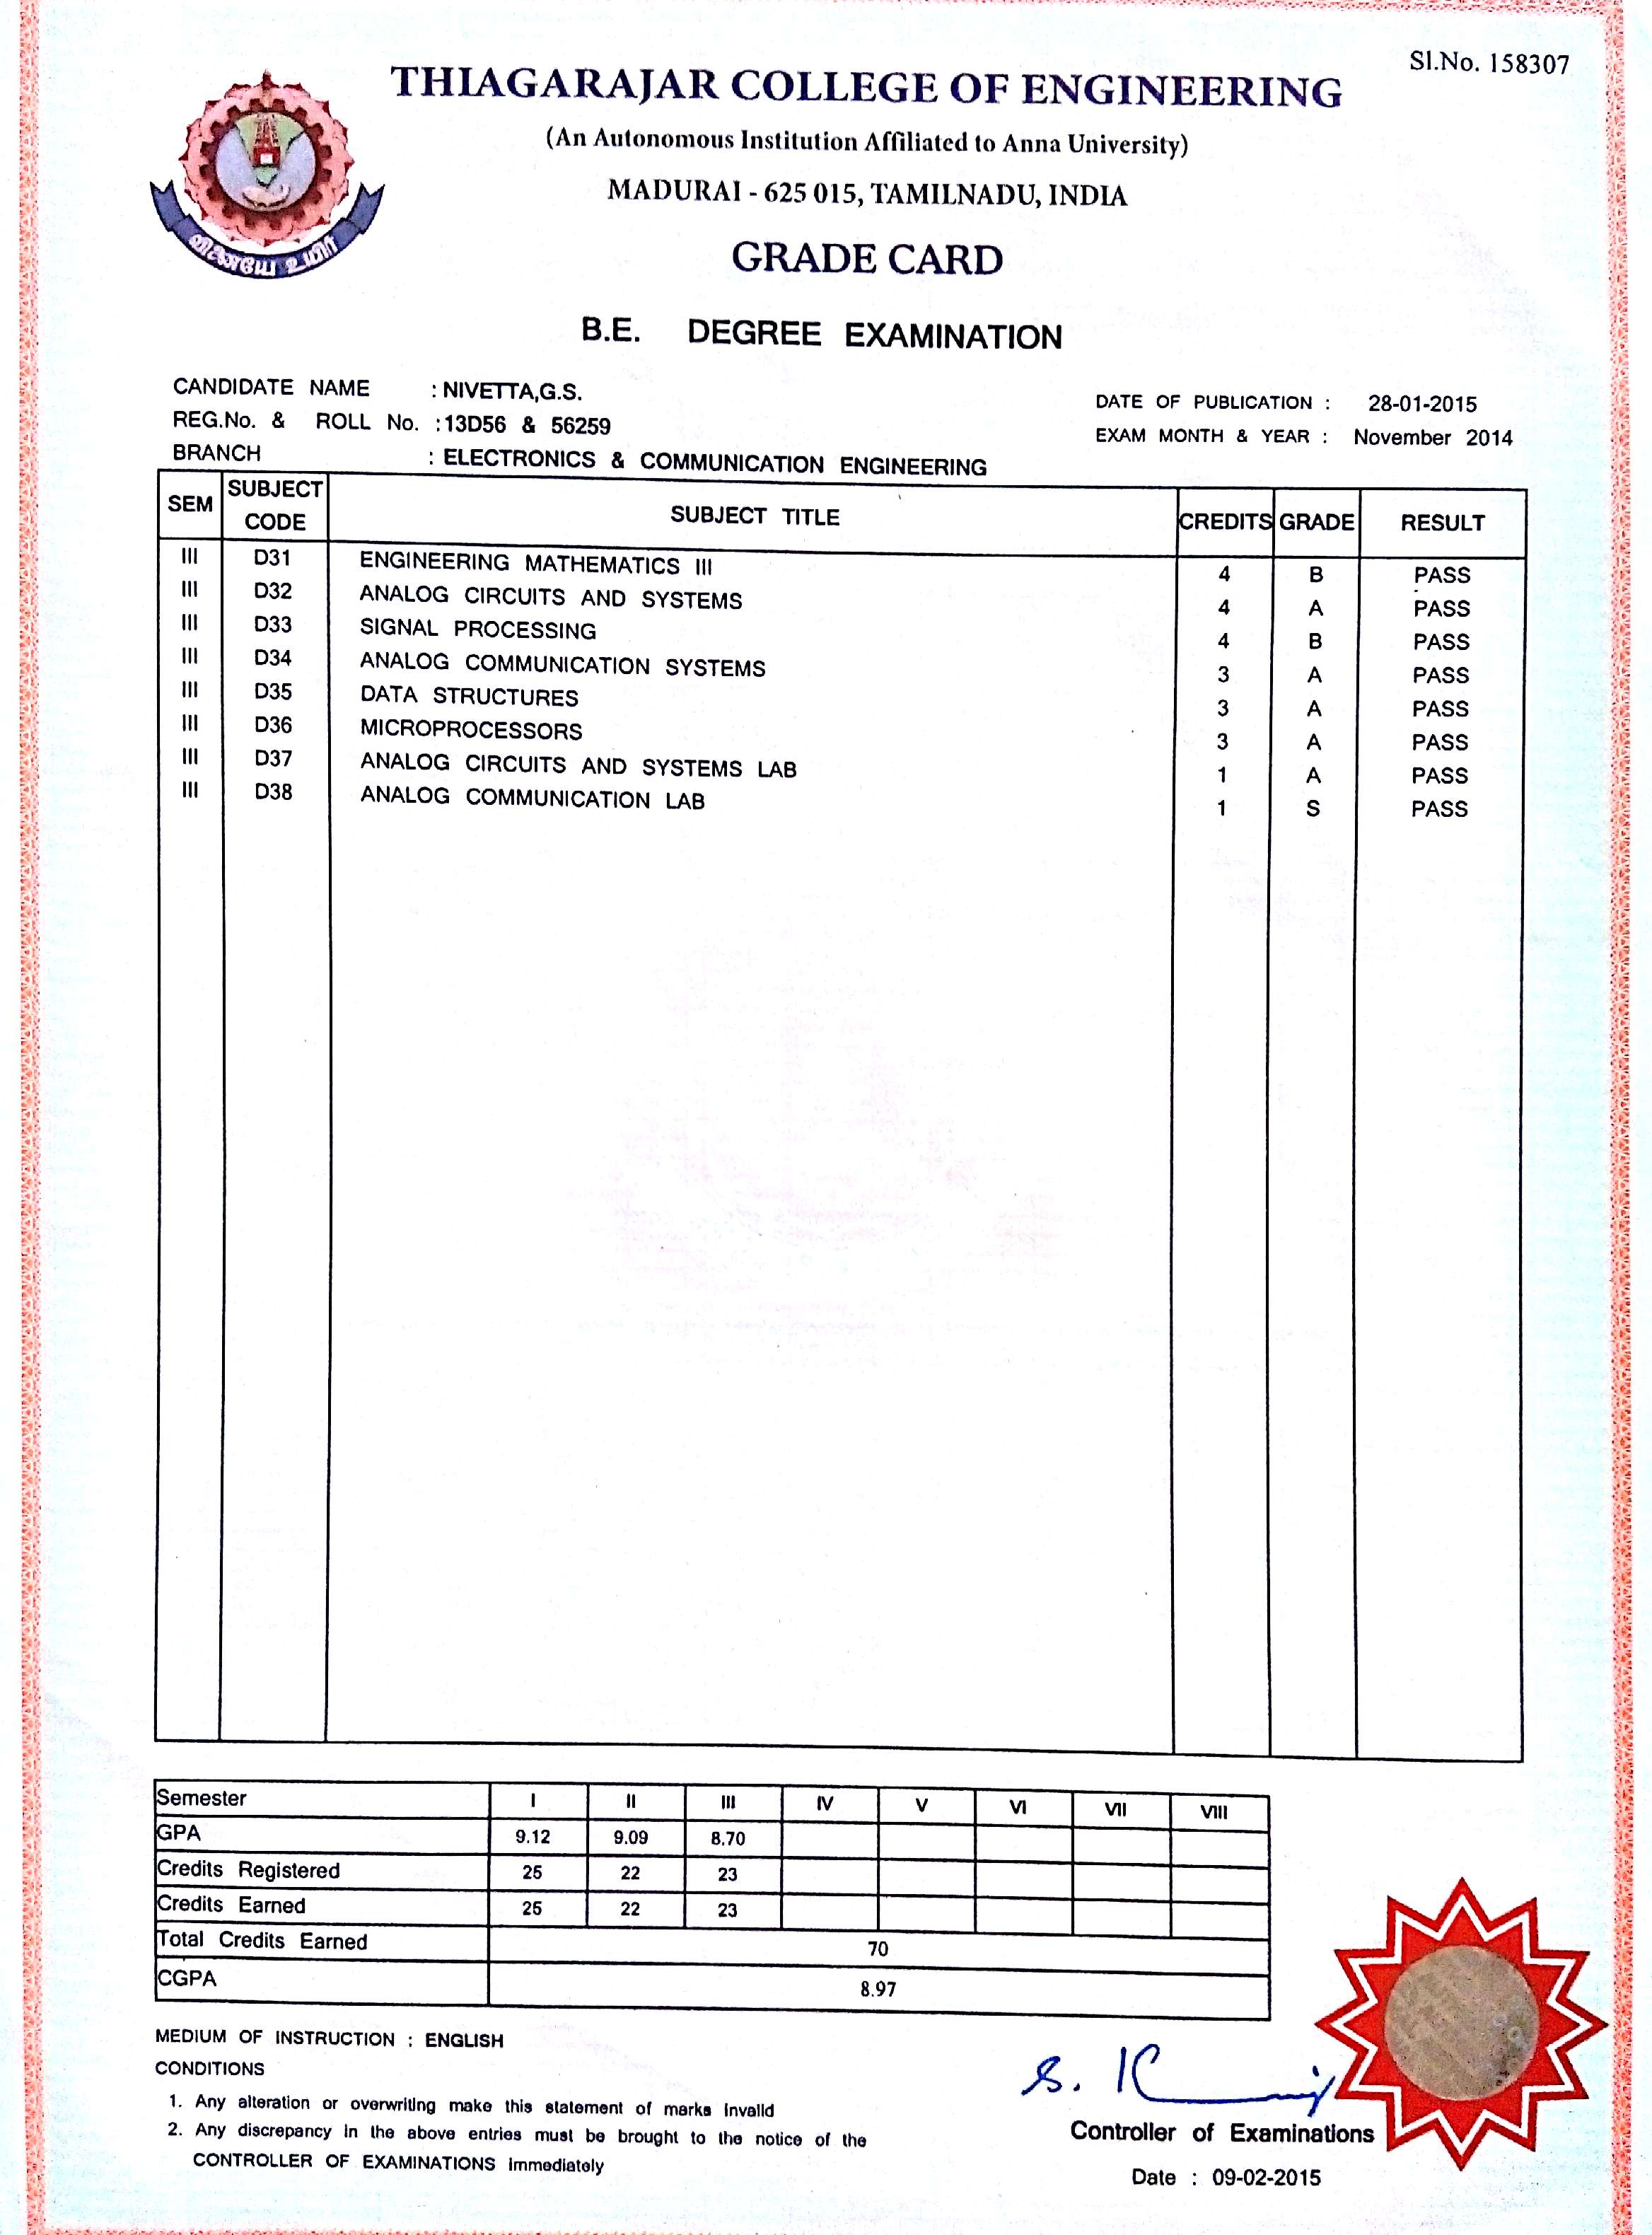 Sl.No. 158307
THIAGARAJAR COLLEGE OF ENGINEERING
(An Autonomous Institution Affiliated to Anna University)
MADURAI - 625 015, TAMILNADU, INDIA
வினையே உயிர்
GRADE CARD
B.E. DEGREE EXAMINATION
CANDIDATE NAME : NIVETTA,G.S.
DATE OF PUBLICATION : 28-01-2015
REG.No. & ROLL No. :13D56 & 56259
EXAM MONTH & YEAR : November 2014
BRANCH : ELECTRONICS & COMMUNICATION ENGINEERING
SEM SUBJECT CODE SUBJECT TITLE CREDITS GRADE RESULT
III D31 ENGINEERING MATHEMATICS III 4 B PASS
III D32 ANALOG CIRCUITS AND SYSTEMS 4 A PASS
III D33 SIGNAL PROCESSING 4 B PASS
III D34 ANALOG COMMUNICATION SYSTEMS 3 A PASS
III D35 DATA STRUCTURES 3 A PASS
III D36 MICROPROCESSORS 3 A PASS
III D37 ANALOG CIRCUITS AND SYSTEMS LAB 1 A PASS
III D38 ANALOG COMMUNICATION LAB 1 S PASS
Semester I II III IV V VI VII VIII
GPA 9.12 9.09 8.70
Credits Registered 25 22 23
Credits Earned 25 22 23
Total Credits Earned 70
CGPA 8.97
MEDIUM OF INSTRUCTION : ENGLISH
CONDITIONS
1. Any alteration or overwriting make this statement of marks invalid
2. Any discrepancy in the above entries must be brought to the notice of the
CONTROLLER OF EXAMINATIONS immediately
Controller of Examinations
Date : 09-02-2015